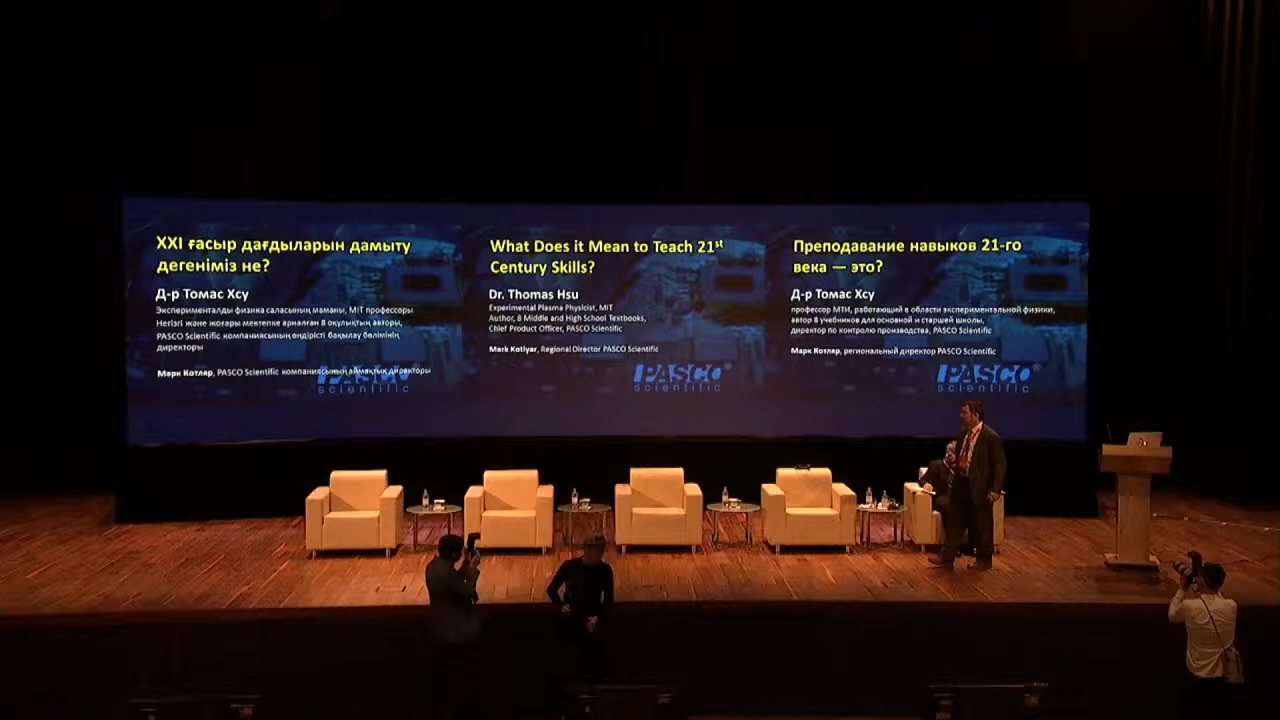 XXI ғасыр дағдыларын дамыту
дегеніміз не?
Д-р Томас Хсу
Эксперименталды физика саласының маманы, MIT профессоры
Негізгі және жоғары мектепке арналған 8 оқулықтың авторы,
PASCO Scientific компаниясының өндірісті бақылау бөлімінің
директоры
Марк Котляр, PASCO Scientific компаниясының аймақтық директоры
PASCO
scientific
What Does it Mean to Teach 21st
Century Skills?
Dr. Thomas Hsu
Experimental Plasma Physicist, MIT
Author, 8 Middle and High School Textbooks,
Chief Product Officer, PASCO Scientific
Mark Kotlyar, Regional Director PASCO Scientific
PASCO®
scientific
Преподавание навыков 21-го
века — это?
Д-р Томас Хсу
профессор МТИ, работающий в области экспериментальной физики,
автор 8 учебников для основной и старшей школы,
директор по контролю производства, PASCO Scientific
Марк Котляр, региональный директор PASCO Scientific
PASCO®
scientific